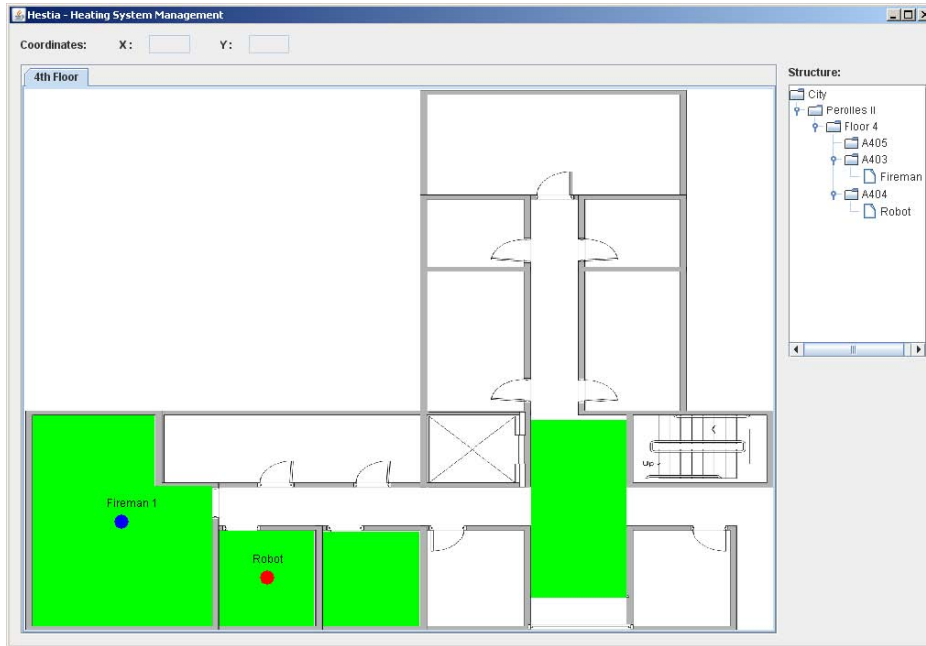 Hestia - Heating System Management
Coordinates: X: Y:
4th Floor
Structure:
City
Perolles II
Floor 4
A405
A403
Fireman
A404
Robot
Up
Fireman 1
Robot